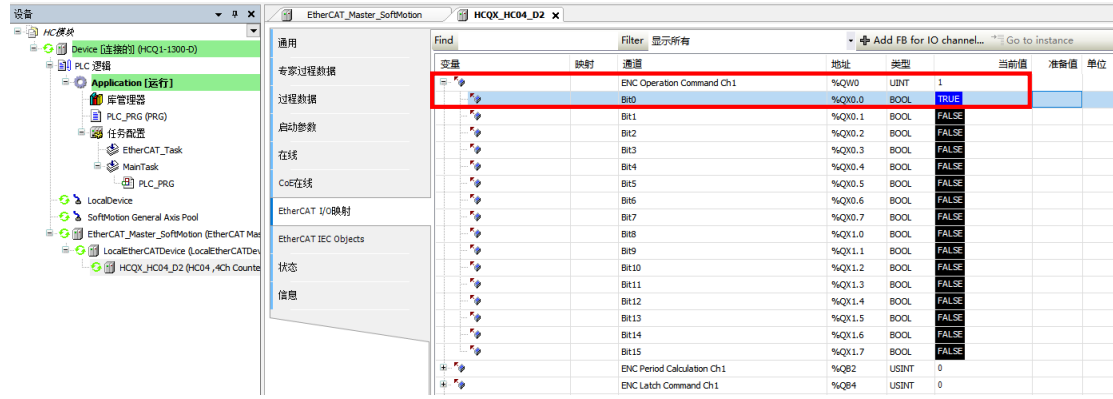 设备
HC模块
Device [连接的] (HCQ1-1300-D)
PLC 逻辑
Application [运行]
库管理器
PLC_PRG (PRG)
任务配置
EtherCAT_Task
MainTask
PLC_PRG
LocalDevice
SoftMotion General Axis Pool
EtherCAT_Master_SoftMotion (EtherCAT Mas
LocalEtherCATDevice (LocalEtherCATDev
HCQX_HC04_D2 (HC04 ,4Ch Counte
EtherCAT_Master_SoftMotion HCQX_HC04_D2
通用
专家过程数据
过程数据
启动参数
在线
CoE在线
EtherCAT I/O映射
EtherCAT IEC Objects
状态
信息
Find Filter 显示所有 Add FB for IO channel... Go to instance
变量 映射 通道 地址 类型 当前值 准备值 单位
ENC Operation Command Ch1 %QW0 UINT 1
Bit0 %QX0.0 BOOL TRUE
Bit1 %QX0.1 BOOL FALSE
Bit2 %QX0.2 BOOL FALSE
Bit3 %QX0.3 BOOL FALSE
Bit4 %QX0.4 BOOL FALSE
Bit5 %QX0.5 BOOL FALSE
Bit6 %QX0.6 BOOL FALSE
Bit7 %QX0.7 BOOL FALSE
Bit8 %QX1.0 BOOL FALSE
Bit9 %QX1.1 BOOL FALSE
Bit10 %QX1.2 BOOL FALSE
Bit11 %QX1.3 BOOL FALSE
Bit12 %QX1.4 BOOL FALSE
Bit13 %QX1.5 BOOL FALSE
Bit14 %QX1.6 BOOL FALSE
Bit15 %QX1.7 BOOL FALSE
ENC Period Calculation Ch1 %QB2 USINT 0
ENC Latch Command Ch1 %QB4 USINT 0